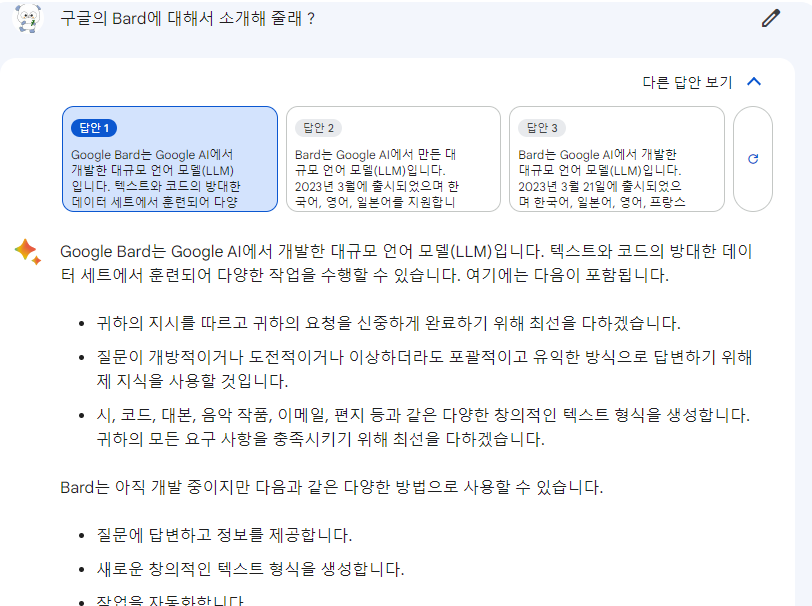 구글의 Bard에 대해서 소개해 줄래 ?
다른 답안 보기
답안 1
Google Bard는 Google AI에서
개발한 대규모 언어 모델(LLM)
입니다. 텍스트와 코드의 방대한
데이터 세트에서 훈련되어 다양
답안 2
Bard는 Google AI에서 만든 대
규모 언어 모델(LLM)입니다.
2023년 3월에 출시되었으며 한
국어, 영어, 일본어를 지원합니
답안 3
Bard는 Google AI에서 개발한
대규모 언어 모델(LLM)입니다.
2023년 3월 21일에 출시되었으
며 한국어, 일본어, 영어, 프랑스
Google Bard는 Google AI에서 개발한 대규모 언어 모델(LLM)입니다. 텍스트와 코드의 방대한 데이
터 세트에서 훈련되어 다양한 작업을 수행할 수 있습니다. 여기에는 다음이 포함됩니다.
• 귀하의 지시를 따르고 귀하의 요청을 신중하게 완료하기 위해 최선을 다하겠습니다.
• 질문이 개방적이거나 도전적이거나 이상하더라도 포괄적이고 유익한 방식으로 답변하기 위해
제 지식을 사용할 것입니다.
• 시, 코드, 대본, 음악 작품, 이메일, 편지 등과 같은 다양한 창의적인 텍스트 형식을 생성합니다.
귀하의 모든 요구 사항을 충족시키기 위해 최선을 다하겠습니다.
Bard는 아직 개발 중이지만 다음과 같은 다양한 방법으로 사용할 수 있습니다.
• 질문에 답변하고 정보를 제공합니다.
• 새로운 창의적인 텍스트 형식을 생성합니다.
• 작업을 자동화합니다